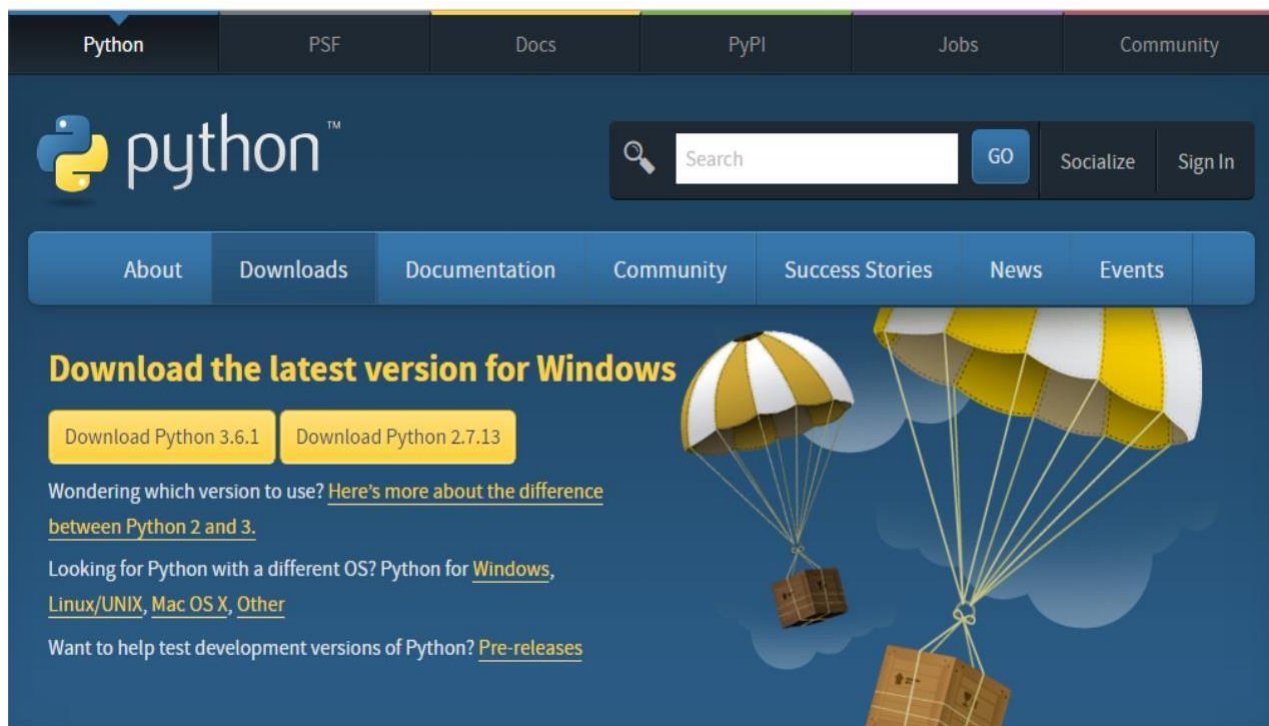 Python PSF Docs PyPI Jobs Community
python™
Search GO Socialize Sign In
About Downloads Documentation Community Success Stories News Events
Download the latest version for Windows
Download Python 3.6.1 Download Python 2.7.13
Wondering which version to use? Here's more about the difference
between Python 2 and 3.
Looking for Python with a different OS? Python for Windows,
Linux/UNIX, Mac OS X, Other
Want to help test development versions of Python? Pre-releases